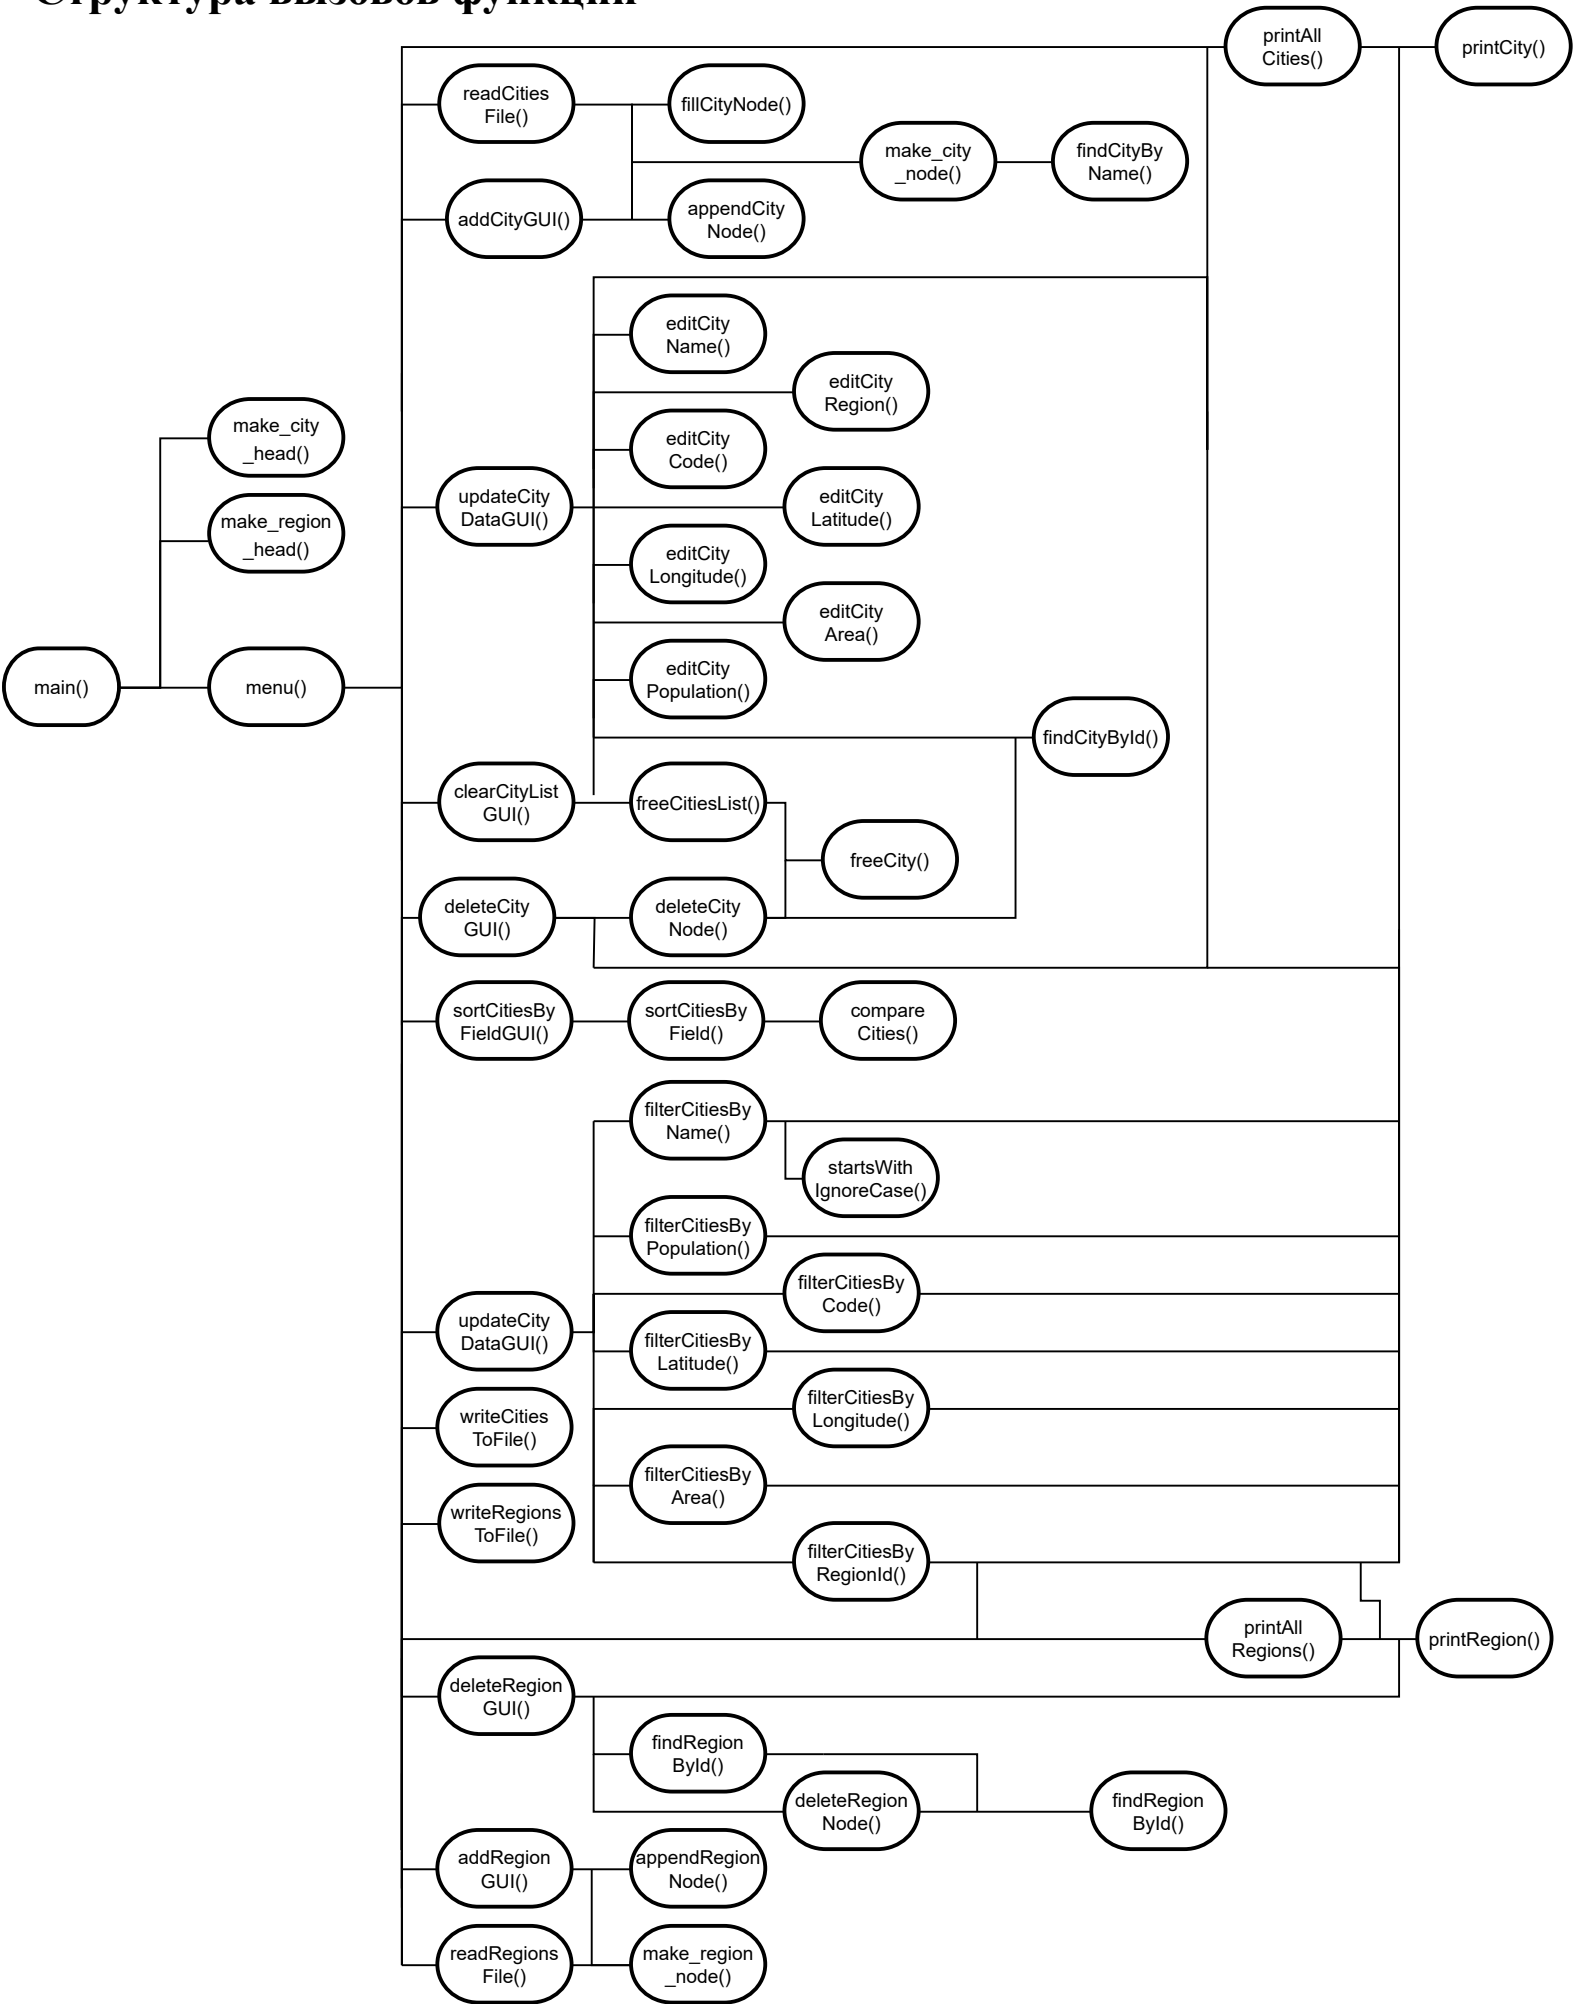 Структура вызовов функций
printAll
Cities()
printCity()
readCities
File()
fillCityNode()
make_city
_node()
findCityBy
Name()
addCityGUI()
appendCity
Node()
editCity
Name()
editCity
Region()
make_city
_head()
editCity
Code()
updateCity
DataGUI()
editCity
Latitude()
make_region
_head()
editCity
Longitude()
editCity
Area()
main()
menu()
editCity
Population()
findCityById()
clearCityList
GUI()
freeCitiesList()
freeCity()
deleteCity
GUI()
deleteCity
Node()
sortCitiesBy
FieldGUI()
sortCitiesBy
Field()
compare
Cities()
filterCitiesBy
Name()
startsWith
IgnoreCase()
filterCitiesBy
Population()
filterCitiesBy
Code()
updateCity
DataGUI()
filterCitiesBy
Latitude()
filterCitiesBy
Longitude()
writeCities
ToFile()
filterCitiesBy
Area()
writeRegions
ToFile()
filterCitiesBy
RegionId()
printAll
Regions()
printRegion()
deleteRegion
GUI()
findRegion
ById()
deleteRegion
Node()
findRegion
ById()
addRegion
GUI()
appendRegion
Node()
readRegions
File()
make_region
_node()